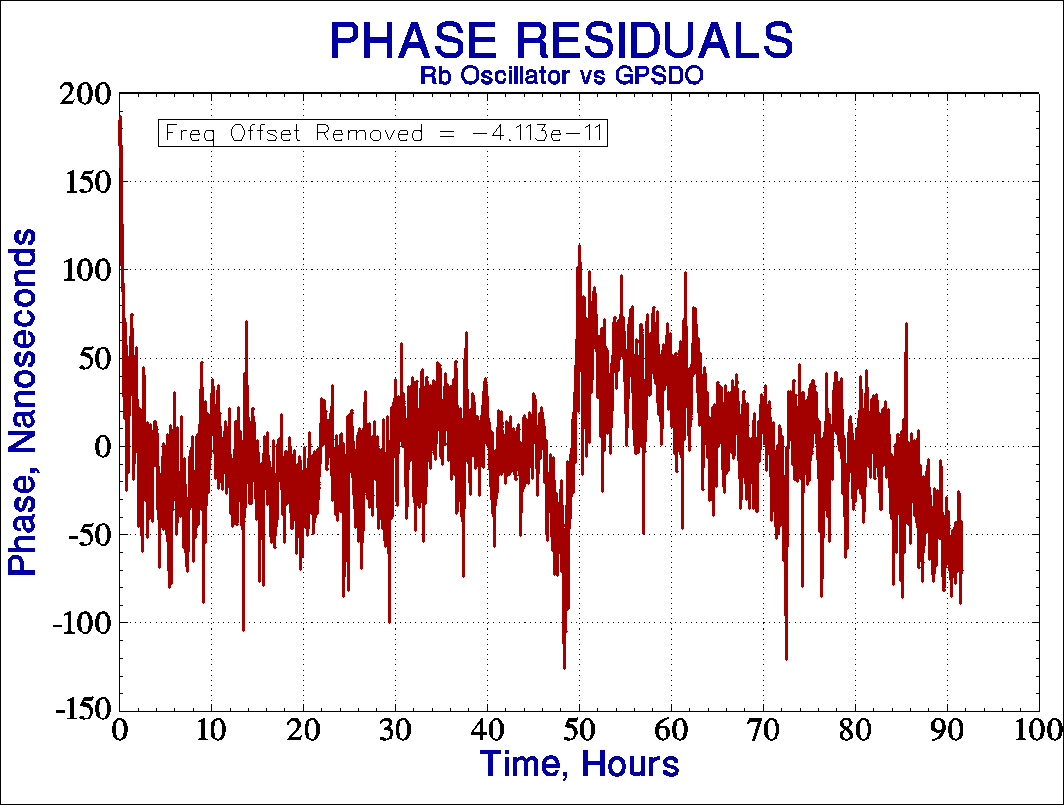 PHASE RESIDUALS
Rb Oscillator vs GPSDO
Freq Offset Removed = -4.113e-11
Phase, Nanoseconds
200
150
100
50
0
-50
-100
-150
0 10 20 30 40 50 60 70 80 90 100
Time, Hours